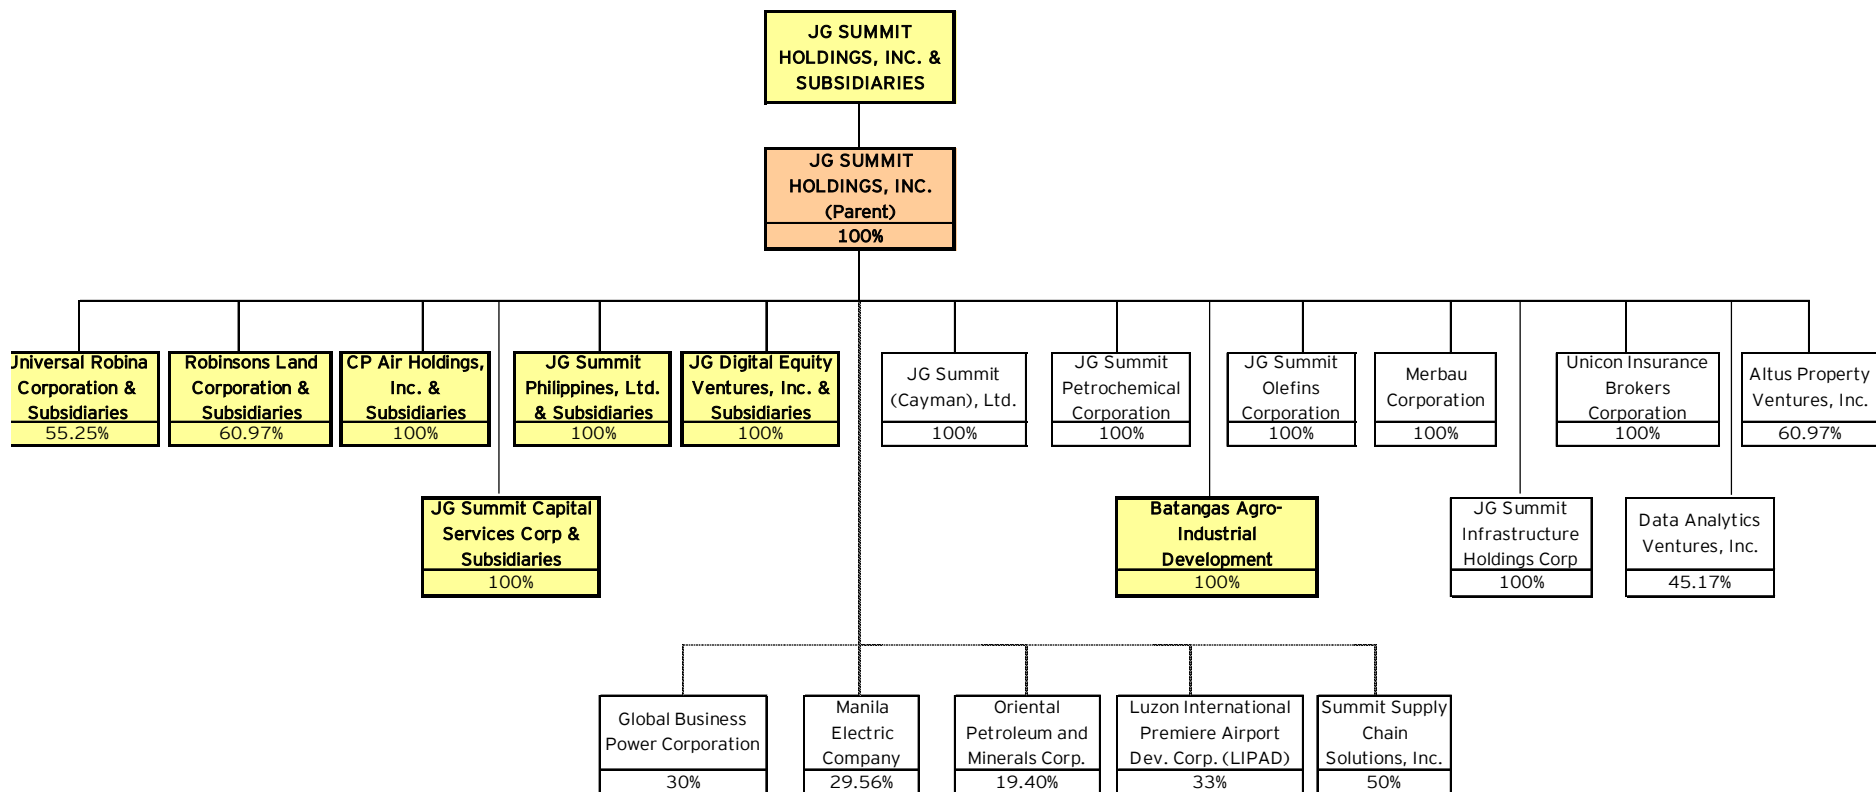 JG SUMMIT
HOLDINGS, INC. &
SUBSIDIARIES
JG SUMMIT
HOLDINGS, INC.
(Parent)
100%
Universal Robina
Corporation &
Subsidiaries
55.25%
Robinsons Land
Corporation &
Subsidiaries
60.97%
CP Air Holdings,
Inc. &
Subsidiaries
100%
JG Summit
Philippines, Ltd.
& Subsidiaries
100%
JG Digital Equity
Ventures, Inc. &
Subsidiaries
100%
JG Summit
(Cayman), Ltd.
100%
JG Summit
Petrochemical
Corporation
100%
JG Summit
Olefins
Corporation
100%
Merbau
Corporation
100%
Unicon Insurance
Brokers
Corporation
100%
Altus Property
Ventures, Inc.
60.97%
JG Summit Capital
Services Corp &
Subsidiaries
100%
Batangas Agro-
Industrial
Development
100%
JG Summit
Infrastructure
Holdings Corp
100%
Data Analytics
Ventures, Inc.
45.17%
Global Business
Power Corporation
30%
Manila
Electric
Company
29.56%
Oriental
Petroleum and
Minerals Corp.
19.40%
Luzon International
Premiere Airport
Dev. Corp. (LIPAD)
33%
Summit Supply
Chain
Solutions, Inc.
50%